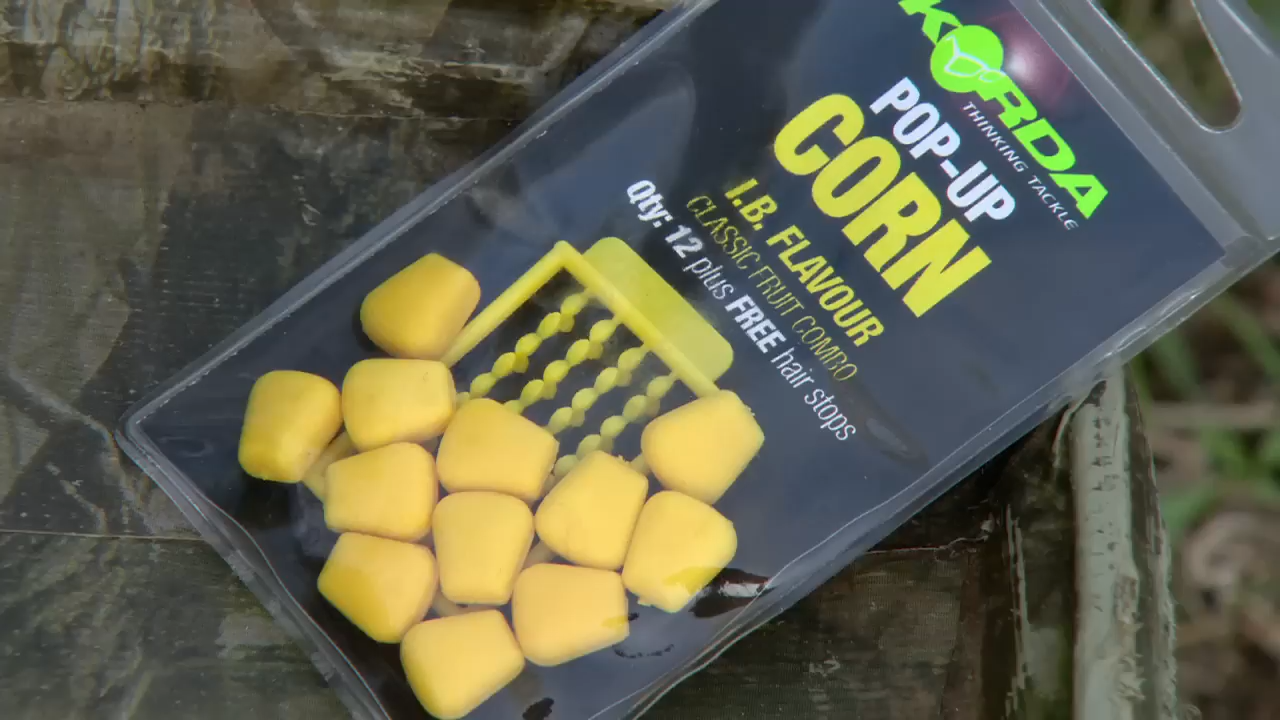 KORDA
THINKING TACKLE
POP-UP
CORN
I.B. FLAVOUR
CLASSIC FRUIT COMBO
Qty: 12 plus FREE hair stops